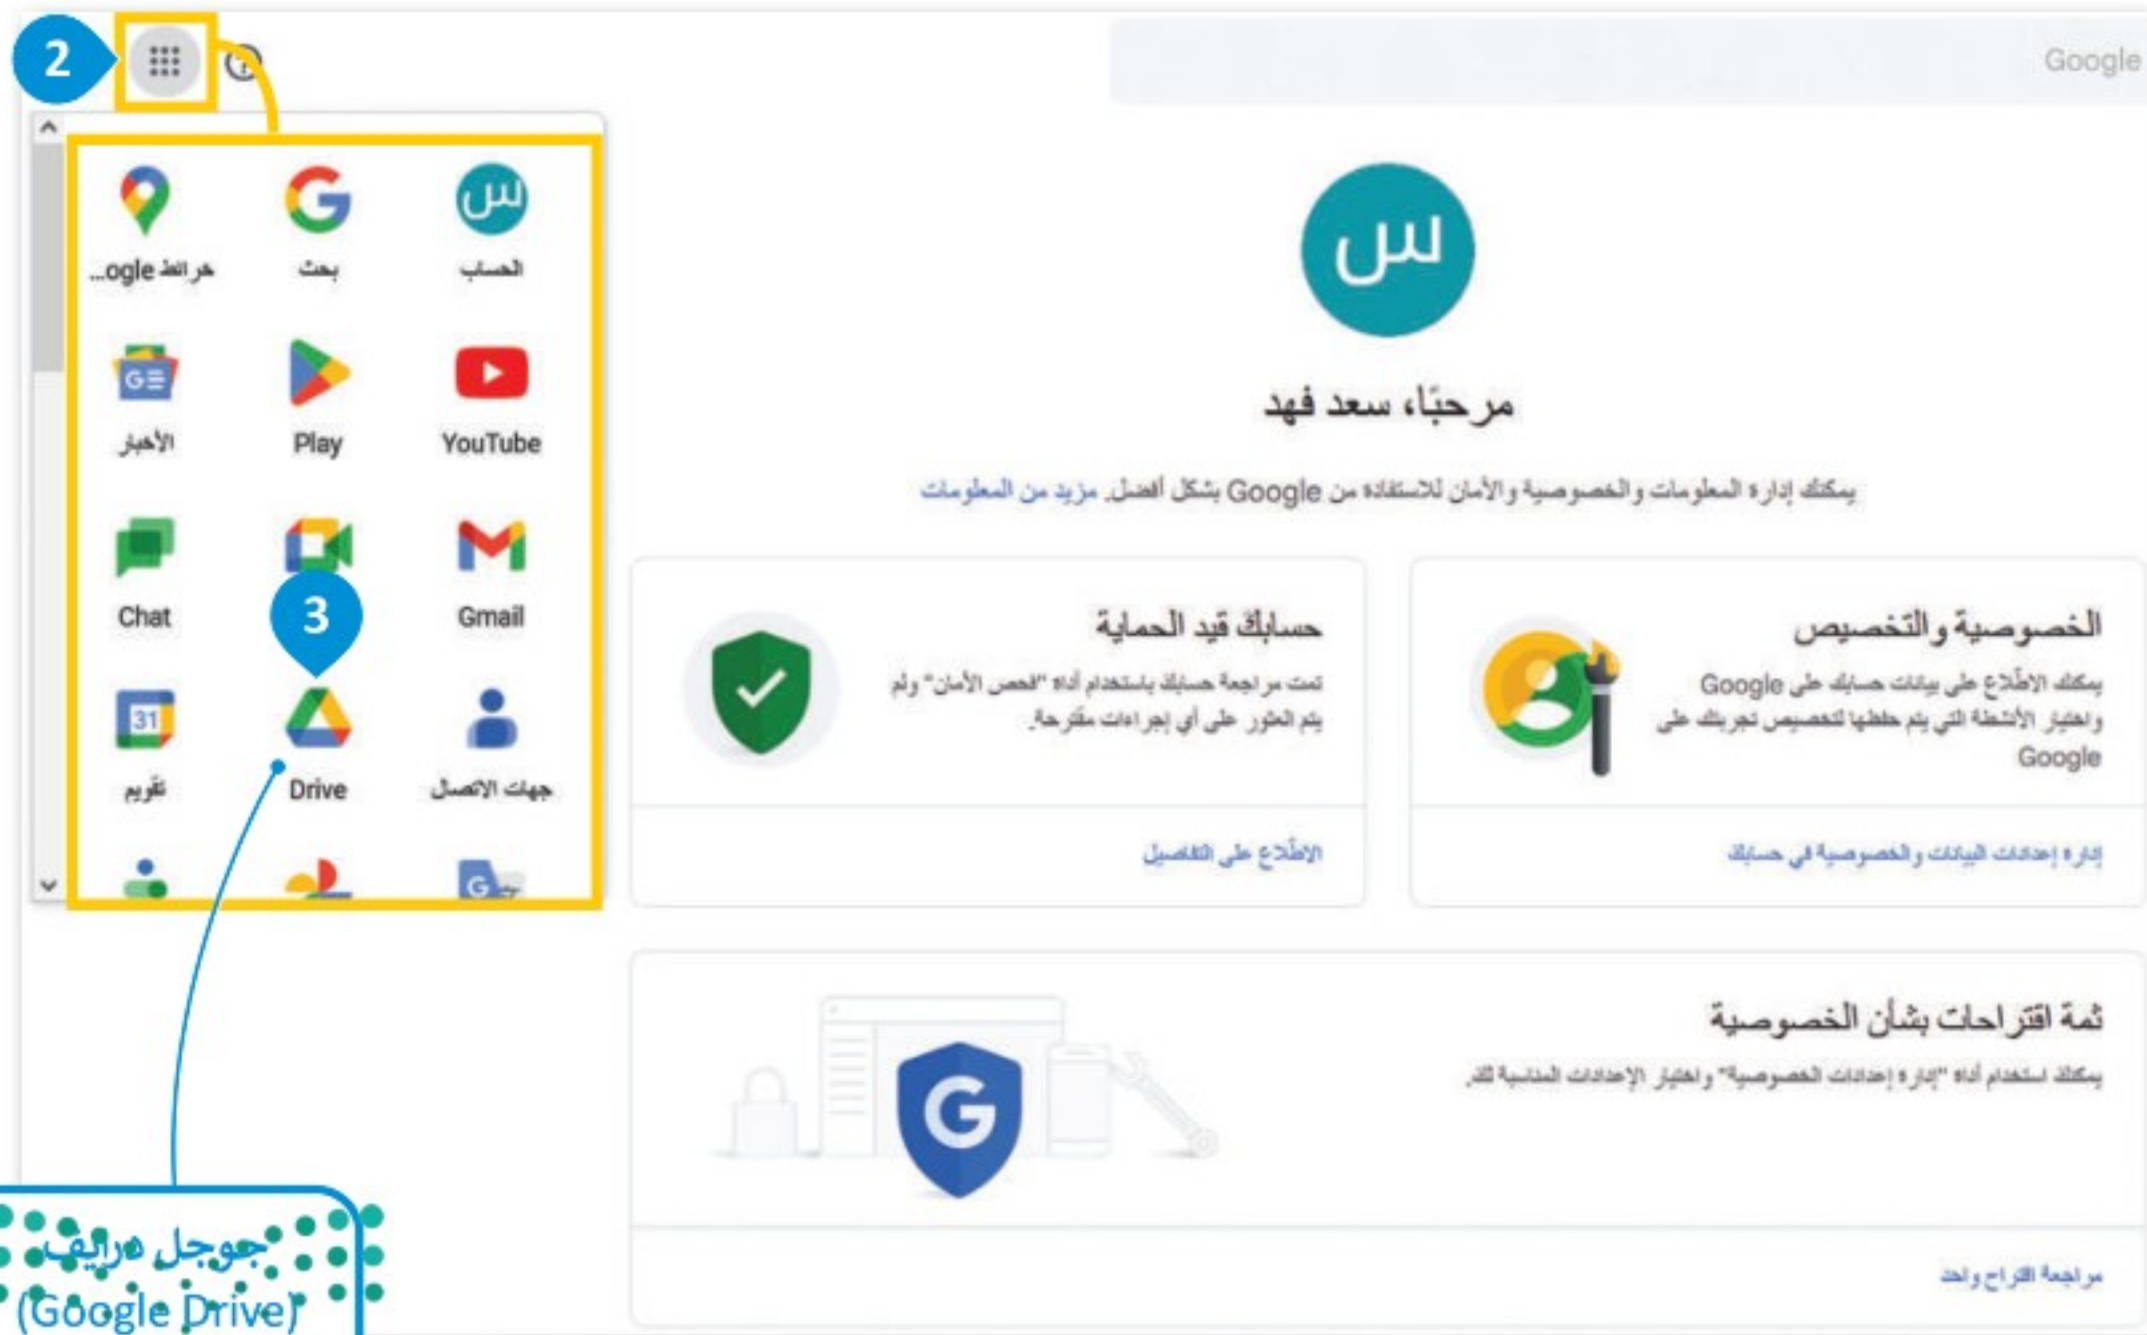 2
Google
س
الحساب
بحث
خرائط ogle...
YouTube
Play
الأخبار
Gmail
3
Chat
جهات الاتصال
Drive
31
تقويم
س
مرحبًا، سعد فهد
يمكنك إدارة المعلومات والخصوصية والأمان للاستفادة من Google بشكل أفضل. مزيد من المعلومات
الخصوصية والتخصيص
يمكنك الاطّلاع على بيانات حسابك على Google
واختيار الأنشطة التي يتم حفظها لتخصيص تجربتك على
Google
إدارة إعدادات البيانات والخصوصية في حسابك
حسابك قيد الحماية
تمت مراجعة حسابك باستخدام أداة "فحص الأمان" ولم
يتم العثور على أي إجراءات مقترحة.
الاطّلاع على التفاصيل
ثمة اقتراحات بشأن الخصوصية
يمكنك استخدام أداة "إدارة إعدادات الخصوصية" واختيار الإعدادات المناسبة لك.
G
مراجعة اقتراح واحد
جوجل درايف
(Google Drive)